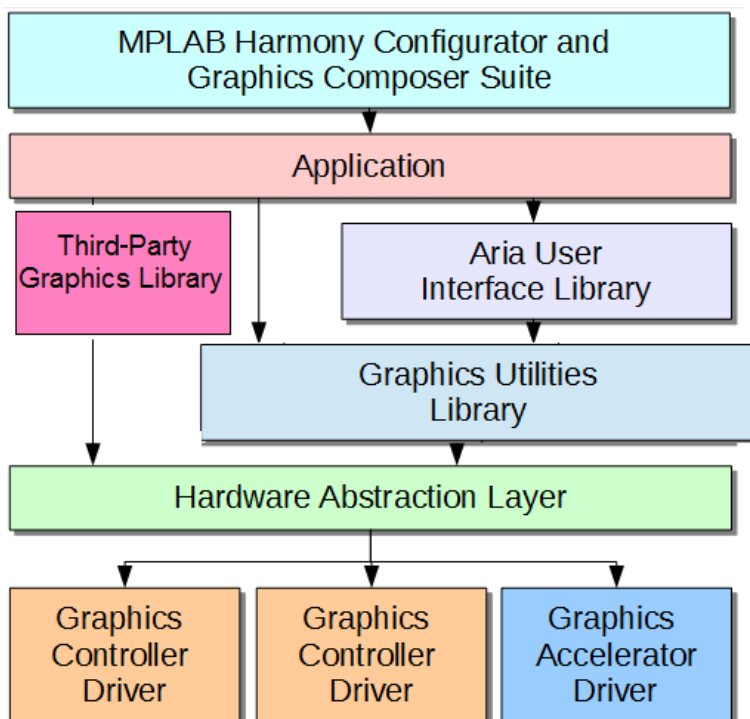 MPLAB Harmony Configurator and
Graphics Composer Suite
Application
Third-Party
Graphics Library
Aria User
Interface Library
Graphics Utilities
Library
Hardware Abstraction Layer
Graphics
Controller
Driver
Graphics
Controller
Driver
Graphics
Accelerator
Driver